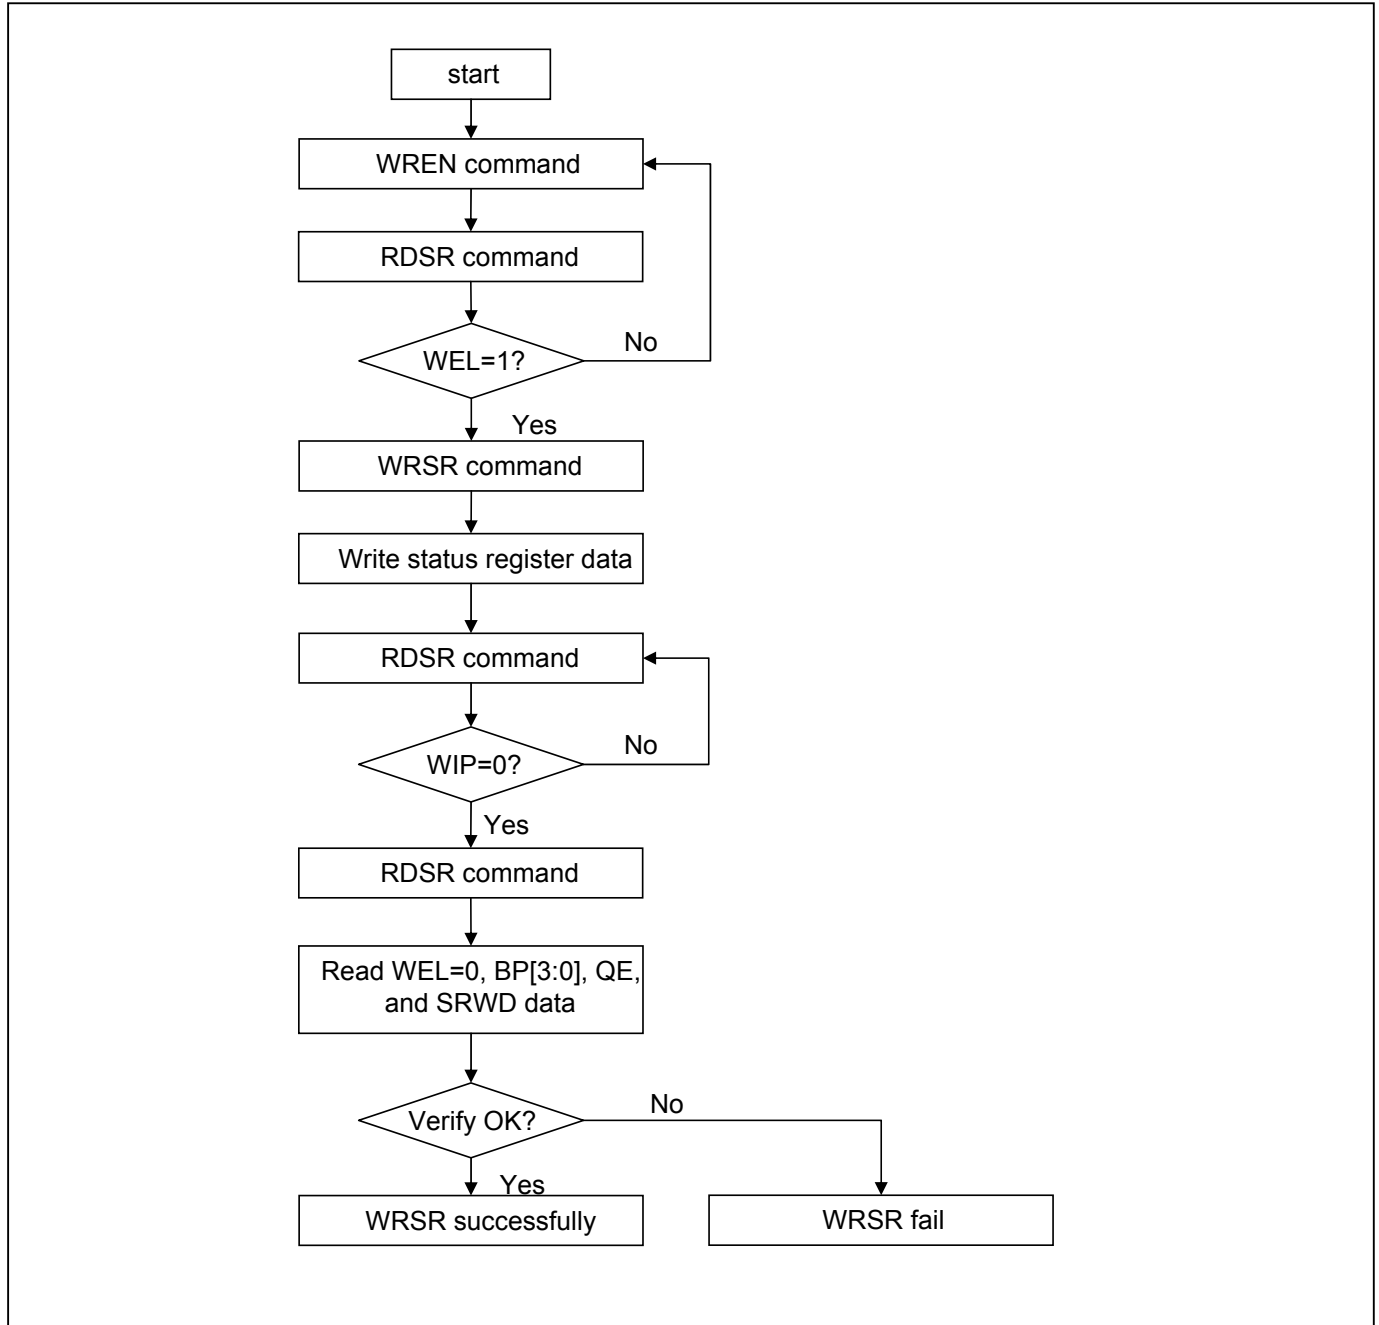 start
WREN command
RDSR command
WEL=1?
No
Yes
WRSR command
Write status register data
RDSR command
WIP=0?
No
Yes
RDSR command
Read WEL=0, BP[3:0], QE,
and SRWD data
Verify OK?
No
Yes
WRSR successfully
WRSR fail